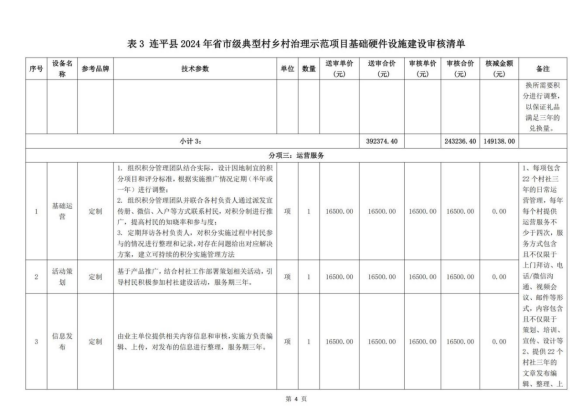 表 3 连平县 2024 年省市级典型村乡村治理示范项目基础硬件设施建设审核清单
序号 设备名称 参考品牌 技术参数 单位 数量 送审单价(元) 送审合价(元) 审核单价(元) 审核合价(元) 核减金额(元) 备注
换所需要积
分进行调整,
以保证礼品
满足三年的
兑换量。
小计 3: 392374.40 243236.40 149138.00
分项三:运营服务
1 基础运营 定制
1. 组织积分管理团队结合实际,设计因地制宜的积
分项目和评分标准,根据实施推广情况定期(半年或
一年)进行调整;
2. 组织积分管理团队并联合各村负责人通过派发宣
传册、微信、入户等方式联系村民,对积分制进行推
广,提高村民的知晓率和参与度;
3. 定期拜访各村负责人,对积分实施过程中村民参
与的情况进行整理和记录,对存在问题给出对应解决
方案,建立可持续的积分实施管理方法
项 1 16500.00 16500.00 16500.00 16500.00 0.00
2 活动策划 定制
基于产品推广,结合村社工作部署策划相关活动,引
导村民积极参加村社建设活动,服务期三年。
项 1 16500.00 16500.00 16500.00 16500.00 0.00
3 信息发布 定制
由业主单位提供相关内容信息和审核,实施方负责编
辑、上传,对发布的信息进行整理,服务期三年。
项 1 16500.00 16500.00 16500.00 16500.00 0.00
1、每项包含
22 个村社三
年的日常运
营管理,每年
每个村提供
运营服务不
少于四次,服
务方式包含
且不仅限于
上门拜访、电
话/微信沟
通、视频会
议、邮件等形
式,内容包含
且不仅限于
策划、培训、
宣传、设计等
2、提供 22 个
村社三年的
文章发布编
辑、整理、上
第 4 页